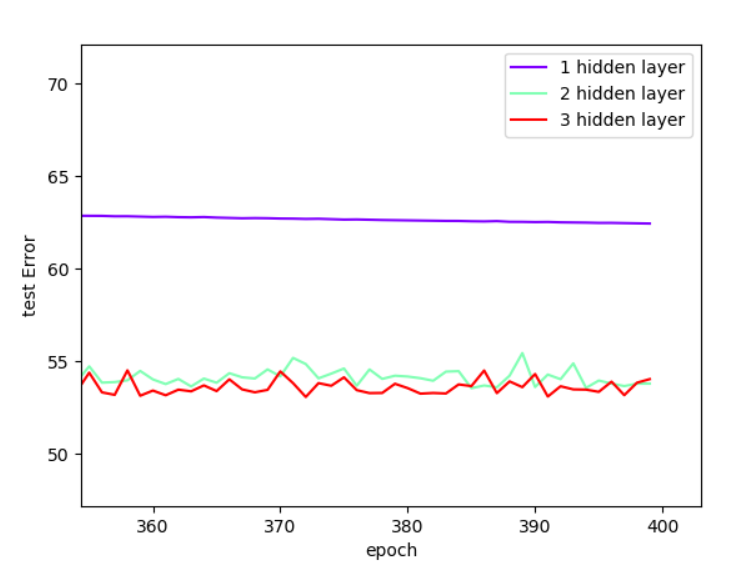 1 hidden layer
2 hidden layer
3 hidden layer
70
65
60
55
50
test Error
360 370 380 390 400
epoch